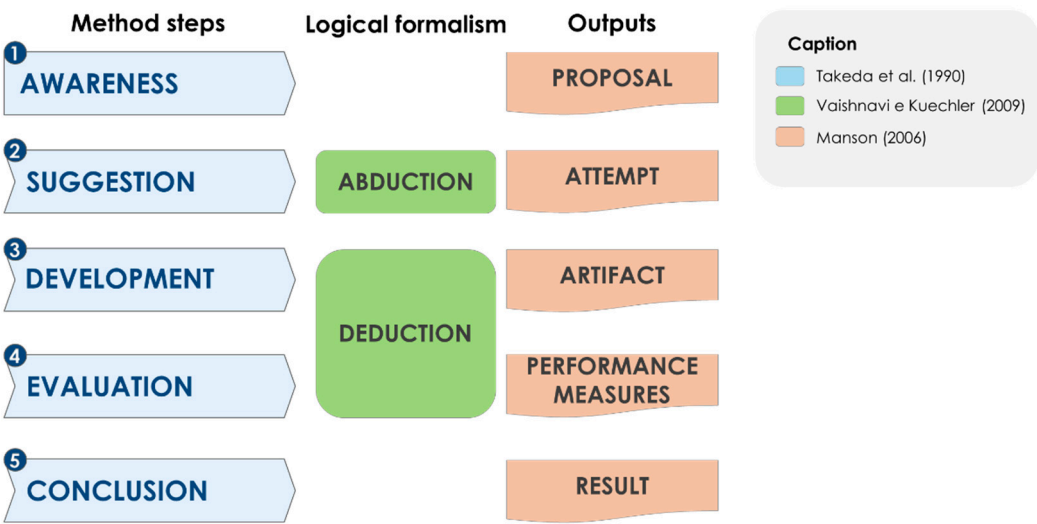 Method steps
Logical formalism
Outputs
1
AWARENESS
PROPOSAL
2
SUGGESTION
ABDUCTION
ATTEMPT
3
DEVELOPMENT
DEDUCTION
ARTIFACT
4
EVALUATION
PERFORMANCE
MEASURES
5
CONCLUSION
RESULT
Caption
Takeda et al. (1990)
Vaishnavi e Kuechler (2009)
Manson (2006)